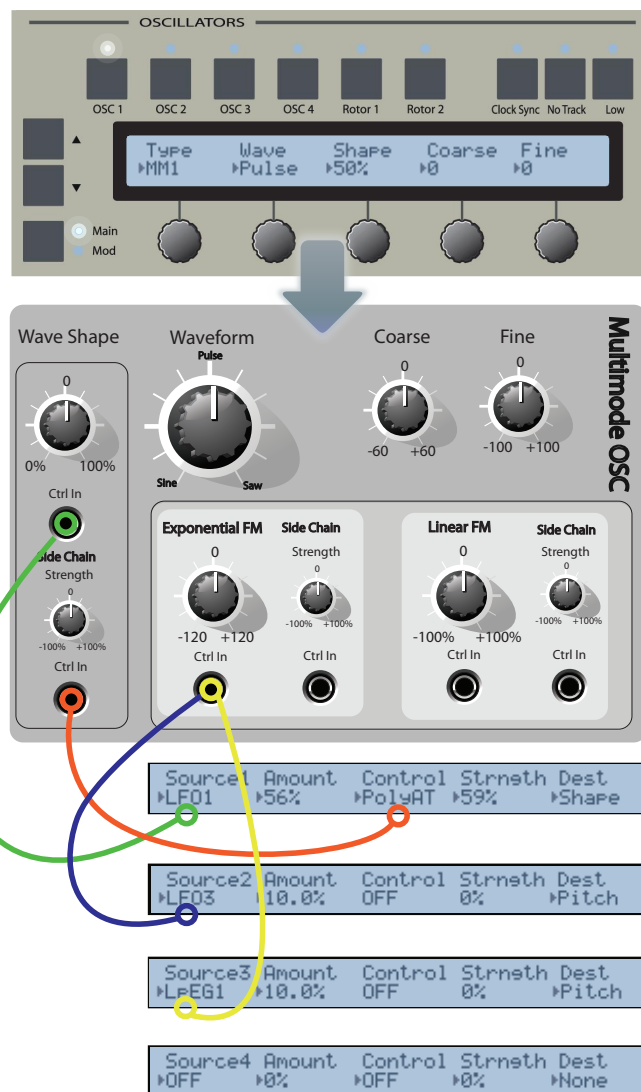 OSCILLATORS
OSC 1 OSC 2 OSC 3 OSC 4 Rotor 1 Rotor 2 Clock Sync No Track Low
▲
▼
Type Wave Shape Coarse Fine
▶MM1 ▶Pulse ▶50% ▶0 ▶0
Main
Mod
Multimode OSC
Wave Shape
0
0% 100%
Ctrl In
Side Chain
Strength
0
-100% +100%
Ctrl In
Waveform
Pulse
Sine Saw
Coarse
0
-60 +60
Fine
0
-100 +100
Exponential FM
0
-120 +120
Ctrl In
Side Chain
Strength
0
-100% +100%
Ctrl In
Linear FM
0
-100% +100%
Ctrl In
Side Chain
Strength
0
-100% +100%
Ctrl In
Source1 Amount Control Strngth Dest
▶LFO1 ▶56% ▶PolyAT ▶59% ▶Shape
Source2 Amount Control Strngth Dest
▶LFO3 ▶10.0% OFF 0% ▶Pitch
Source3 Amount Control Strngth Dest
▶LpEG1 ▶10.0% OFF 0% ▶Pitch
Source4 Amount Control Strngth Dest
▶OFF ▶0% ▶OFF ▶0% ▶None